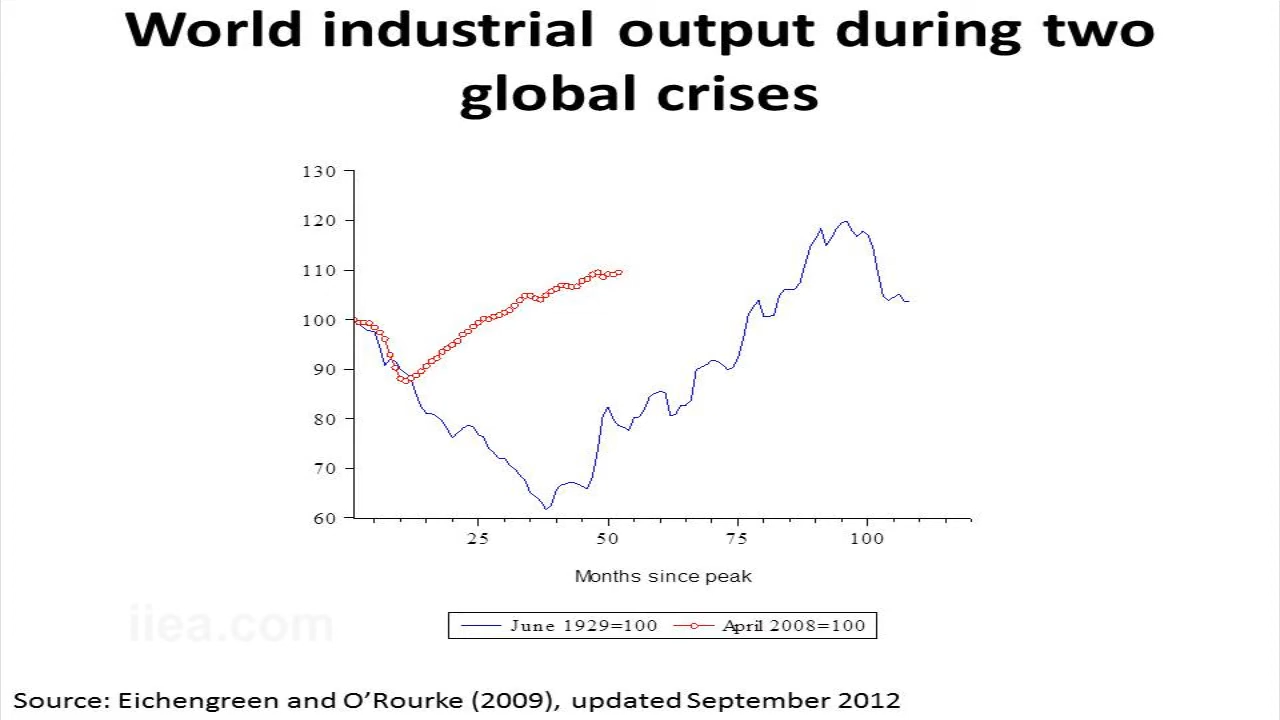 World industrial output during two
global crises
130
120
110
100
90
80
70
60
25 50 75 100
Months since peak
June 1929=100 April 2008=100
iiea.com
Source: Eichengreen and O’Rourke (2009), updated September 2012